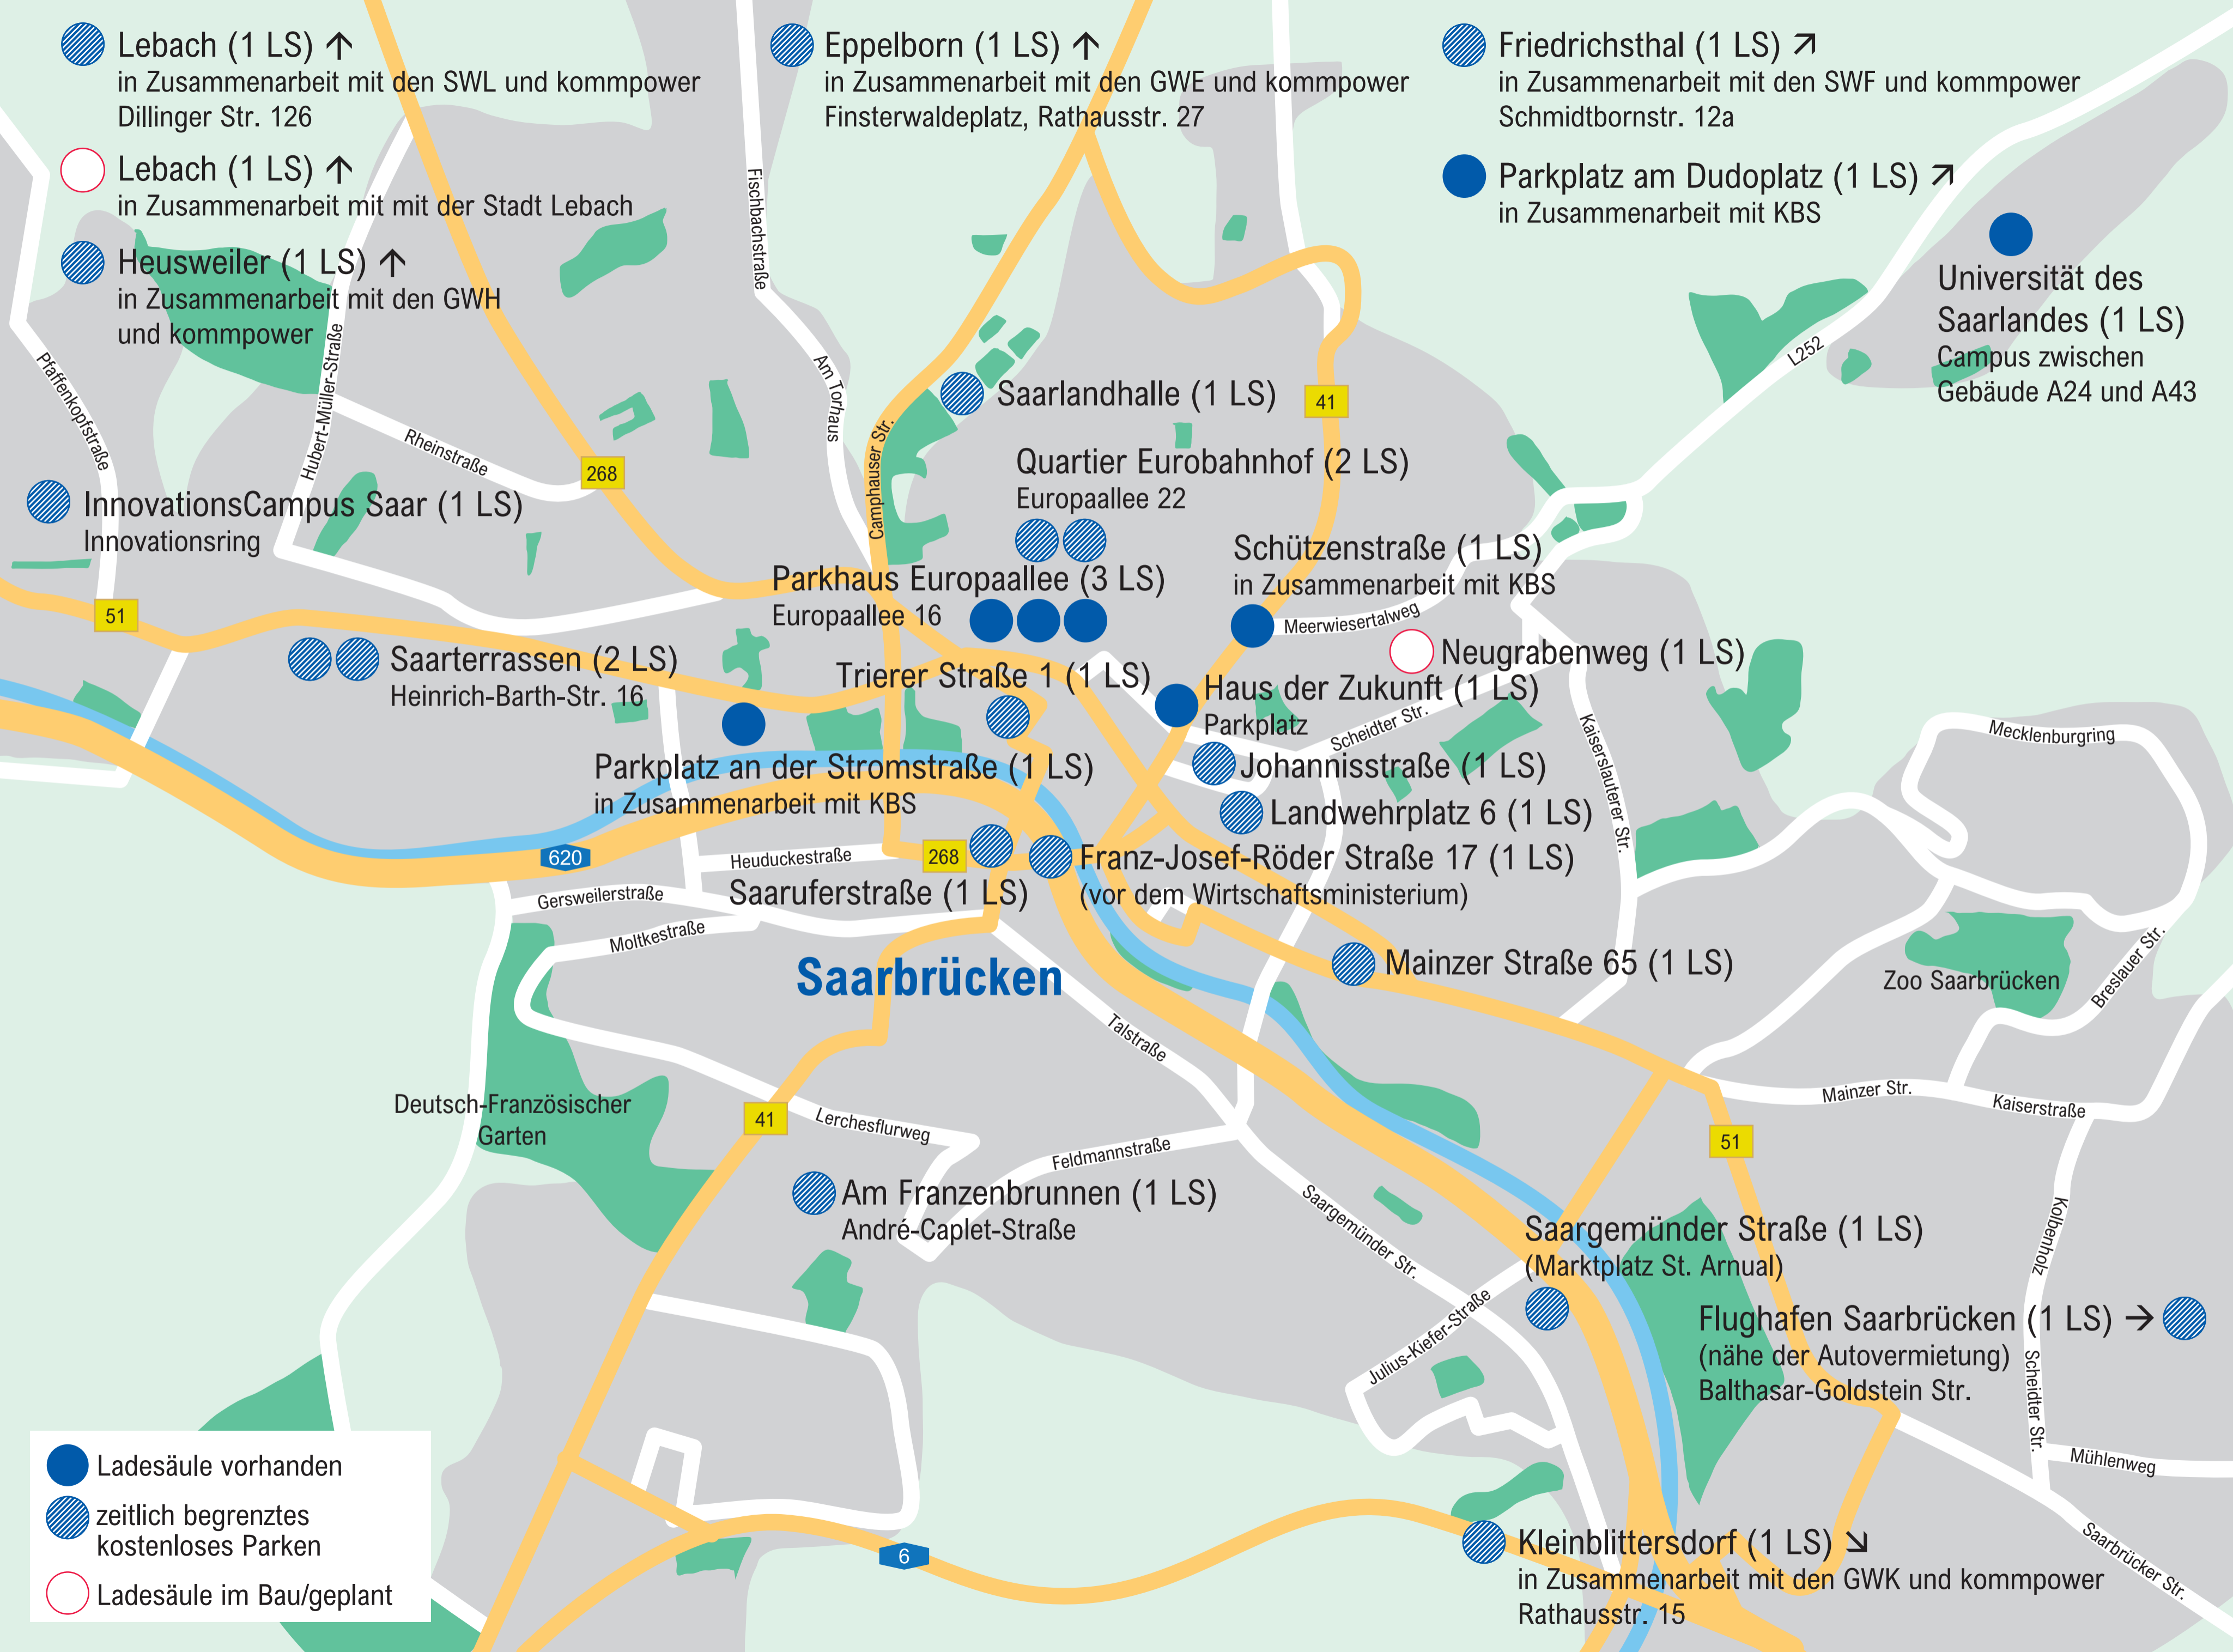 Lebach (1 LS) ↑
in Zusammenarbeit mit den SWL und kommpower
Dillinger Str. 126
Lebach (1 LS) ↑
in Zusammenarbeit mit mit der Stadt Lebach
Heusweiler (1 LS) ↑
in Zusammenarbeit mit den GWH
und kommpower
Eppelborn (1 LS) ↑
in Zusammenarbeit mit den GWE und kommpower
Finsterwaldeplatz, Rathausstr. 27
Friedrichsthal (1 LS) ↗
in Zusammenarbeit mit den SWF und kommpower
Schmidtbornstr. 12a
Parkplatz am Dudoplatz (1 LS) ↗
in Zusammenarbeit mit KBS
Universität des
Saarlandes (1 LS)
Campus zwischen
Gebäude A24 und A43
L252
Fischbachstraße
Am Torhaus
Camphauser Str.
Pfaffenkopfstraße
Hubert-Müller-Straße
Rheinstraße
268
41
Saarlandhalle (1 LS)
Quartier Eurobahnhof (2 LS)
Europaallee 22
InnovationsCampus Saar (1 LS)
Innovationsring
51
Parkhaus Europaallee (3 LS)
Europaallee 16
Schützenstraße (1 LS)
in Zusammenarbeit mit KBS
Meerwiesertalweg
Neugrabenweg (1 LS)
Saarterrassen (2 LS)
Heinrich-Barth-Str. 16
Trierer Straße 1 (1 LS)
Haus der Zukunft (1 LS)
Parkplatz
Scheidter Str.
Kaiserslauterer Str.
Mecklenburgring
Parkplatz an der Stromstraße (1 LS)
in Zusammenarbeit mit KBS
Johannisstraße (1 LS)
Landwehrplatz 6 (1 LS)
620
Heuduckestraße
268
Franz-Josef-Röder Straße 17 (1 LS)
(vor dem Wirtschaftsministerium)
Saaruferstraße (1 LS)
Gersweilerstraße
Moltkestraße
Saarbrücken
Mainzer Straße 65 (1 LS)
Zoo Saarbrücken
Breslauer Str.
Talstraße
Deutsch-Französischer
Garten
41
Lerchesflurweg
Feldmannstraße
Mainzer Str.
Kaiserstraße
51
Am Franzenbrunnen (1 LS)
André-Caplet-Straße
Saargemünder Str.
Saargemünder Straße (1 LS)
(Marktplatz St. Arnual)
Kolbenholz
Julius-Kiefer-Straße
Flughafen Saarbrücken (1 LS) →
(nähe der Autovermietung)
Balthasar-Goldstein Str.
Scheidter Str.
Mühlenweg
Saarbrücker Str.
6
Kleinblittersdorf (1 LS) ↘
in Zusammenarbeit mit den GWK und kommpower
Rathausstr. 15
Ladesäule vorhanden
zeitlich begrenztes
kostenloses Parken
Ladesäule im Bau/geplant